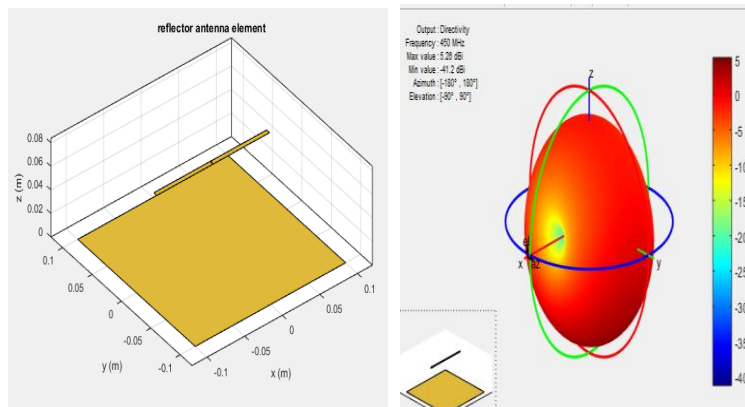 reflector antenna element
0.08
0.06
0.04
0.02
0
z (m)
0.1
0.05
0
-0.05
-0.1
y (m)
-0.1
-0.05
0
0.05
0.1
x (m)
Output : Directivity
Frequency : 450 MHz
Max value : 5.26 dBi
Min value : -41.2 dBi
Azimuth : [-180° , 180°]
Elevation : [-90° , 90°]
z
x
az
y
5
0
-5
-10
-15
-20
-25
-30
-35
-40